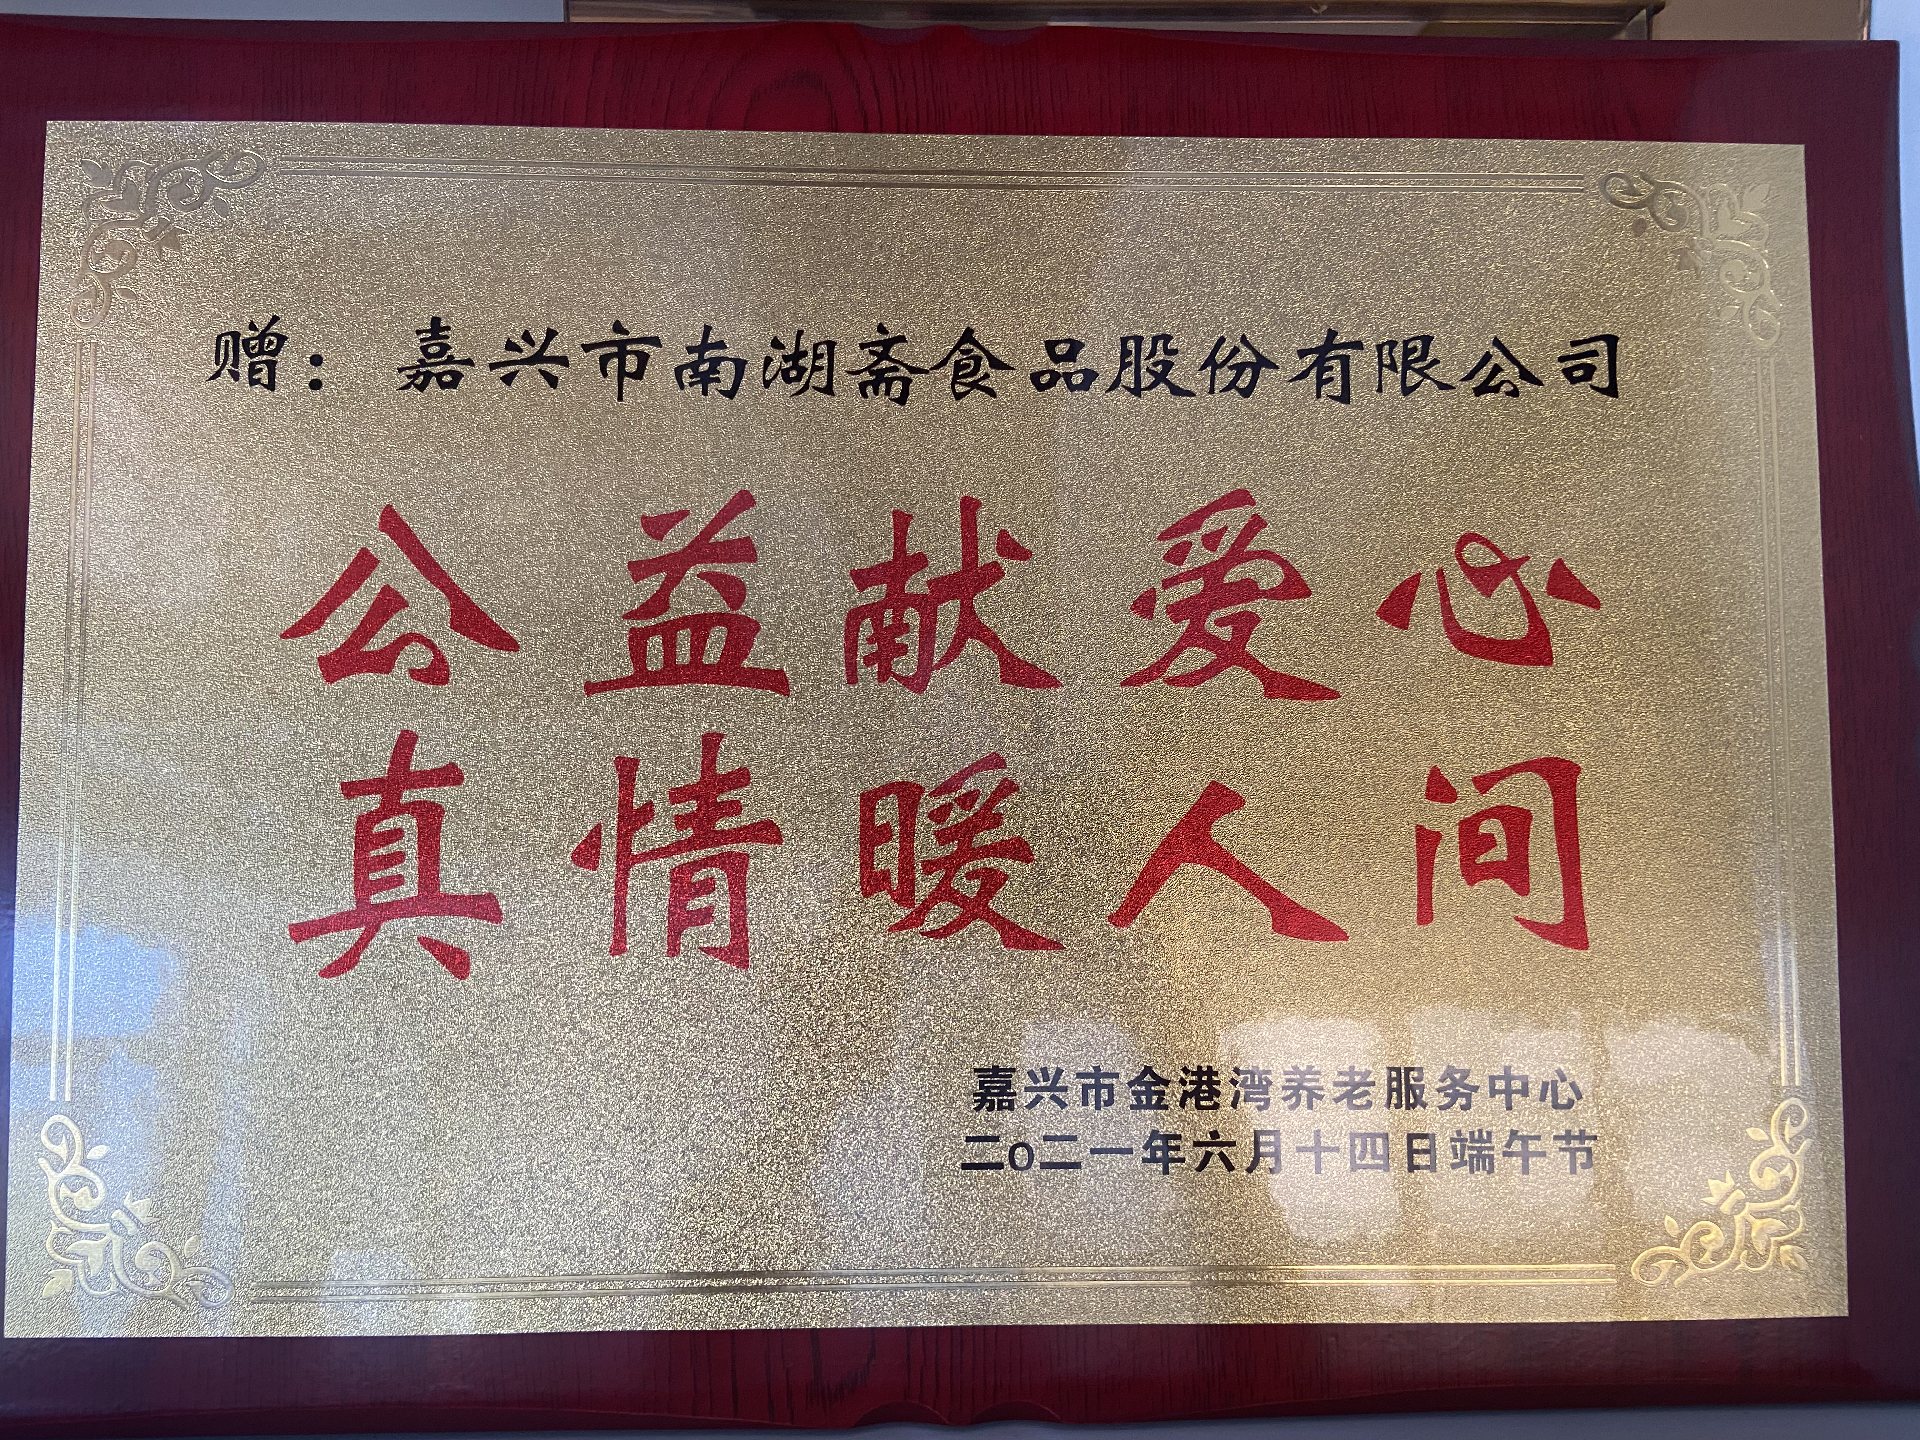 赠：嘉兴市南湖斋食品股份有限公司
公益献爱心
真情暖人间
嘉兴市金港湾养老服务中心
二0二一年六月十四日端午节